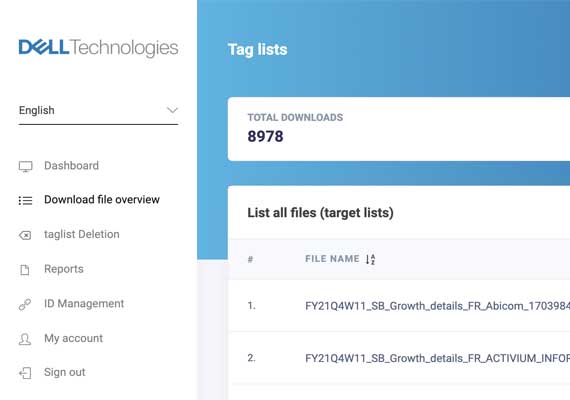 DELLTechnologies
English
Dashboard
Download file overview
taglist Deletion
Reports
ID Management
My account
Sign out
Tag lists
TOTAL DOWNLOADS
8978
List all files (target lists)
# FILE NAME
1. FY21Q4W11_SB_Growth_details_FR_Abicom_1703984
2. FY21Q4W11_SB_Growth_details_FR_ACTIVIUM_INFOR